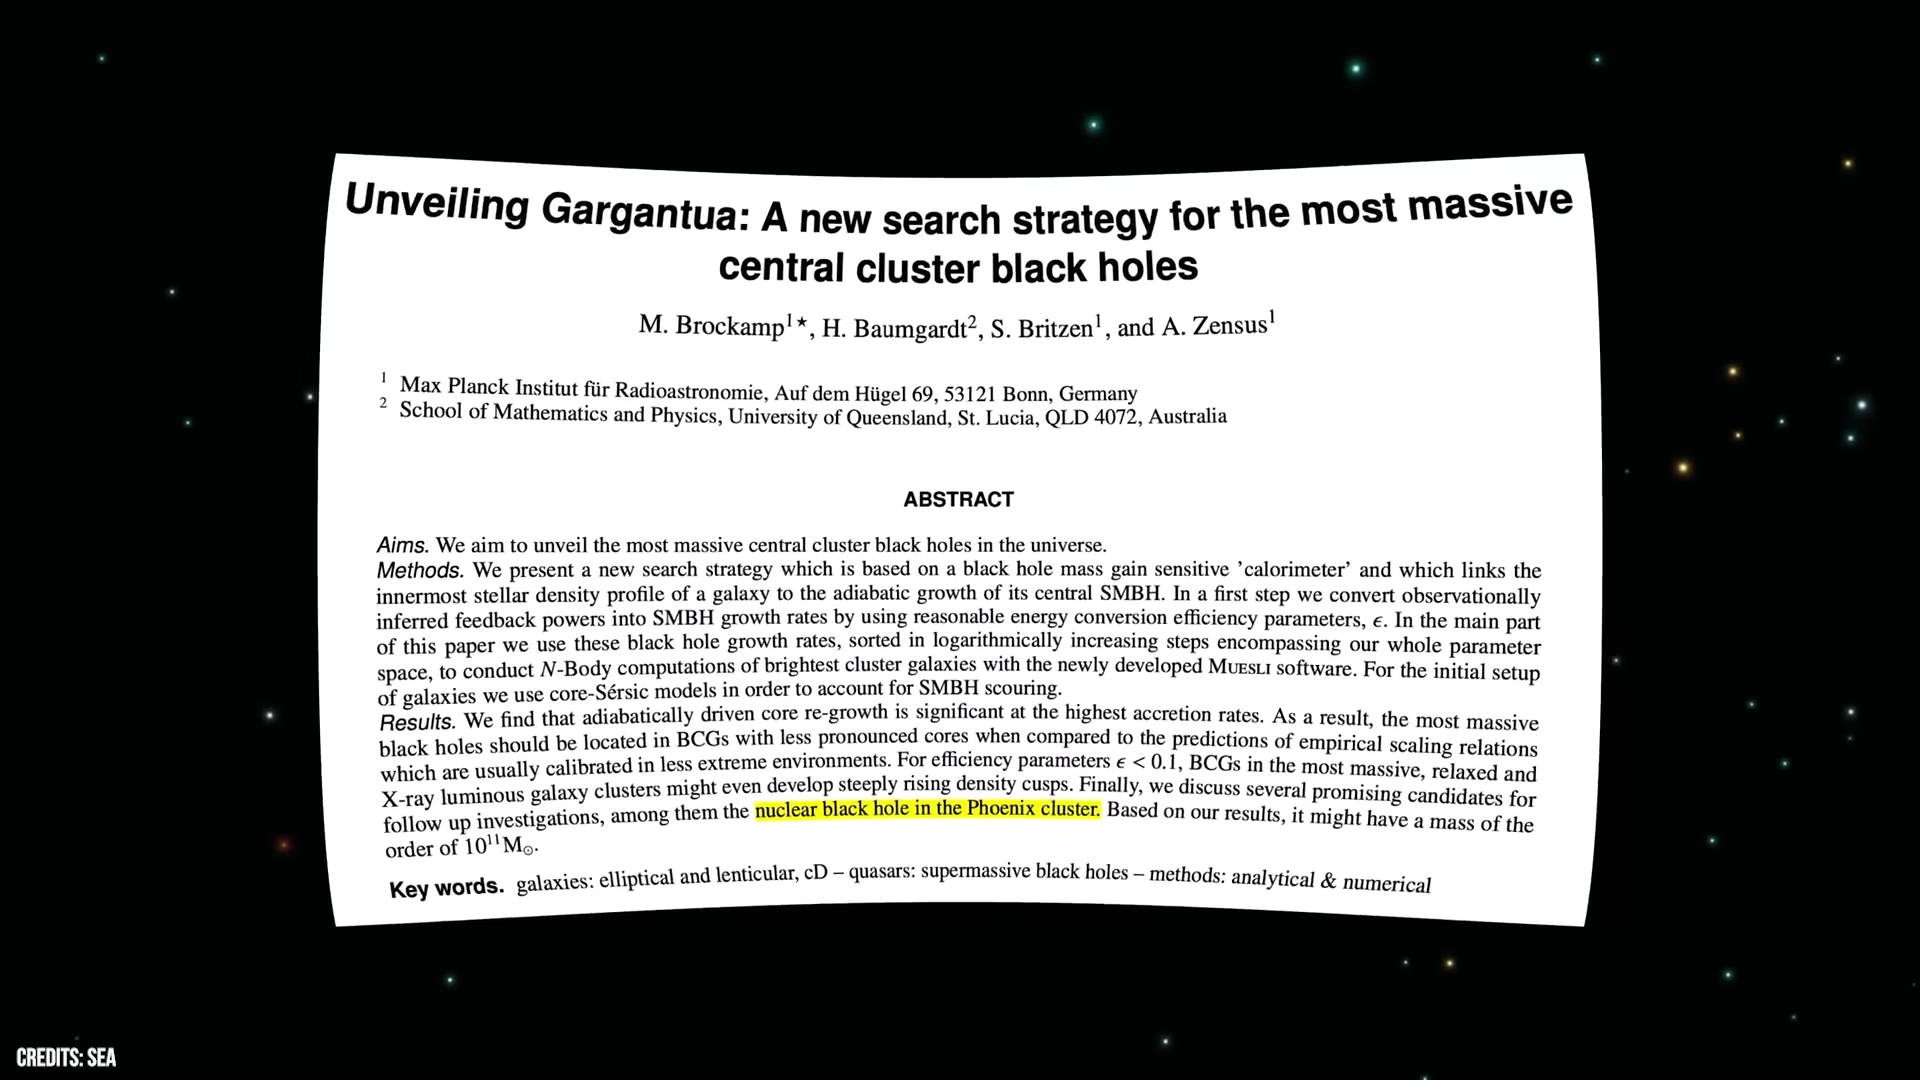 Unveiling Gargantua: A new search strategy for the most massive
central cluster black holes
M. Brockamp¹*, H. Baumgardt², S. Britzen¹, and A. Zensus¹
¹ Max Planck Institut für Radioastronomie, Auf dem Hügel 69, 53121 Bonn, Germany
² School of Mathematics and Physics, University of Queensland, St. Lucia, QLD 4072, Australia
ABSTRACT
Aims. We aim to unveil the most massive central cluster black holes in the universe.
Methods. We present a new search strategy which is based on a black hole mass gain sensitive ’calorimeter’ and which links the
innermost stellar density profile of a galaxy to the adiabatic growth of its central SMBH. In a first step we convert observationally
inferred feedback powers into SMBH growth rates by using reasonable energy conversion efficiency parameters, ϵ. In the main part
of this paper we use these black hole growth rates, sorted in logarithmically increasing steps encompassing our whole parameter
space, to conduct N-Body computations of brightest cluster galaxies with the newly developed MUESLI software. For the initial setup
of galaxies we use core-Sérsic models in order to account for SMBH scouring.
Results. We find that adiabatically driven core re-growth is significant at the highest accretion rates. As a result, the most massive
black holes should be located in BCGs with less pronounced cores when compared to the predictions of empirical scaling relations
which are usually calibrated in less extreme environments. For efficiency parameters ϵ < 0.1, BCGs in the most massive, relaxed and
X-ray luminous galaxy clusters might even develop steeply rising density cusps. Finally, we discuss several promising candidates for
follow up investigations, among them the nuclear black hole in the Phoenix cluster. Based on our results, it might have a mass of the
order of 10¹¹M⊙.
Key words. galaxies: elliptical and lenticular, cD – quasars: supermassive black holes – methods: analytical & numerical
CREDITS: SEA